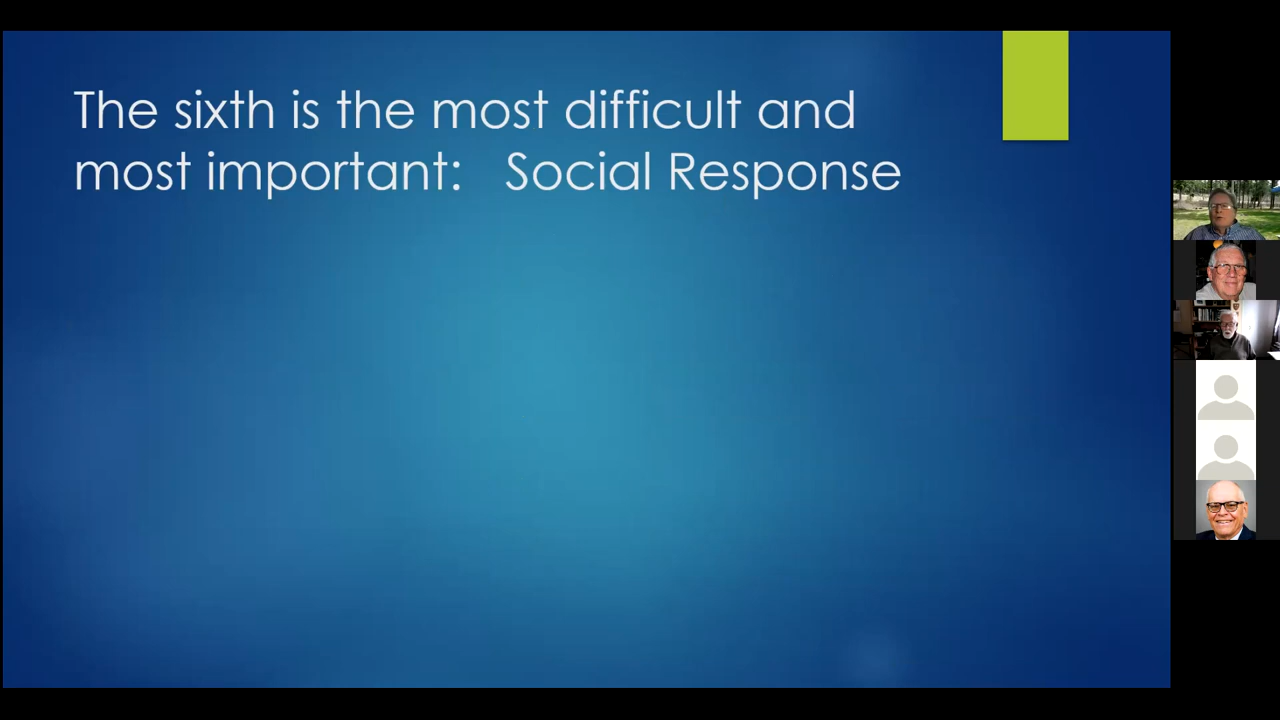 The sixth is the most difficult and
most important:   Social Response